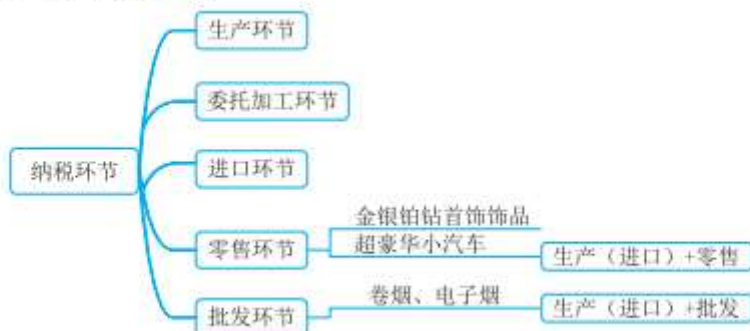 生产环节
委托加工环节
纳税环节
进口环节
金银铂钻首饰饰品
零售环节
超豪华小汽车
生产（进口）+零售
卷烟、电子烟
批发环节
生产（进口）+批发